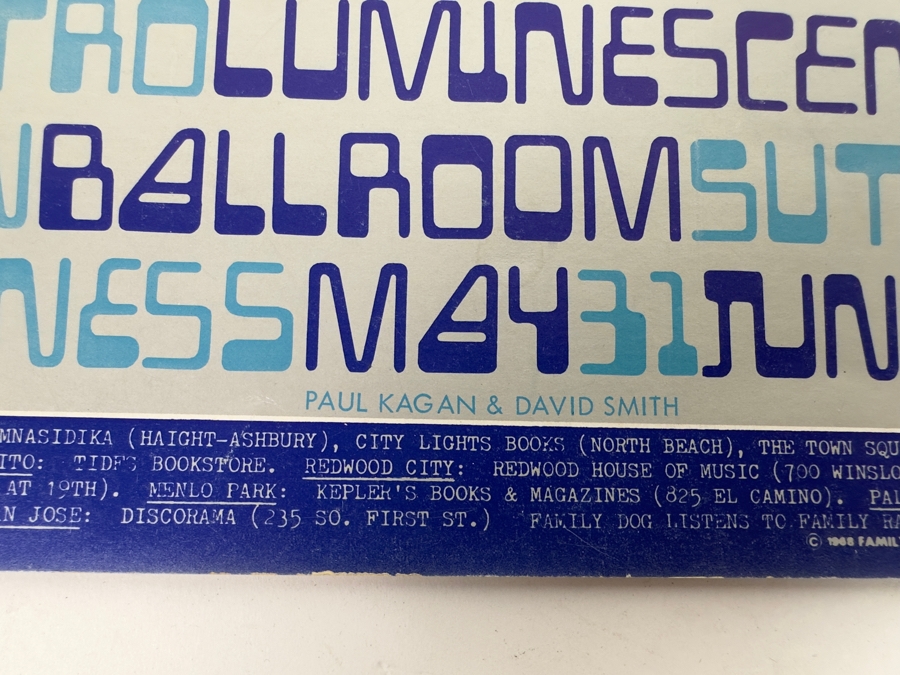 TROLUMINESCEN
NBALLROOMSUT
NESSMAY31JUN
PAUL KAGAN & DAVID SMITH
MNASIDIKA (HAIGHT-ASHBURY), CITY LIGHTS BOOKS (NORTH BEACH), THE TOWN SQU
ITO: TIDES BOOKSTORE. REDWOOD CITY: REDWOOD HOUSE OF MUSIC (700 WINSLO
AT 19TH). MENLO PARK: KEPLER'S BOOKS & MAGAZINES (825 EL CAMINO). PAL
AN JOSE: DISCORAMA (235 SO. FIRST ST.) FAMILY DOG LISTENS TO FAMILY RA
© 1968 FAMIL